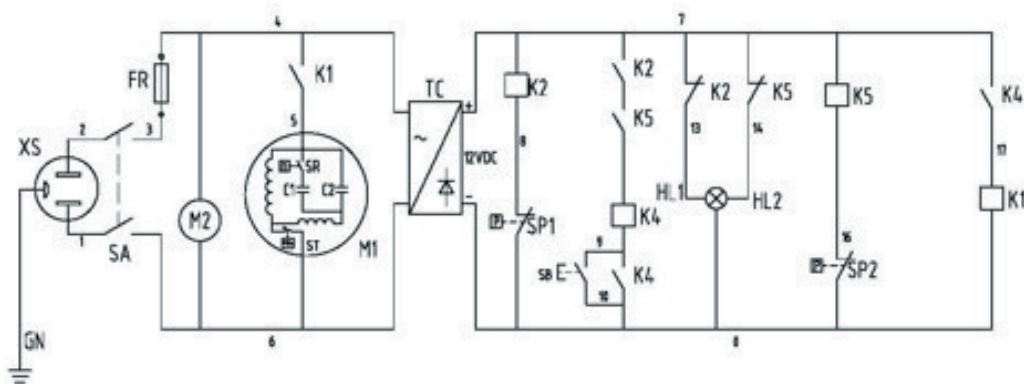 4
7
FR
K1
TC
K2
K2
K4
2
3
+
K2
K5
K5
5
8
K5
13
14
XS
~
12VDC
17
SR
C1
C2
HL1
HL2
K1
-
M2
P
SP1
K4
16
1
SA
ST
M1
9
P
SP2
SB
K4
10
GN
6
8